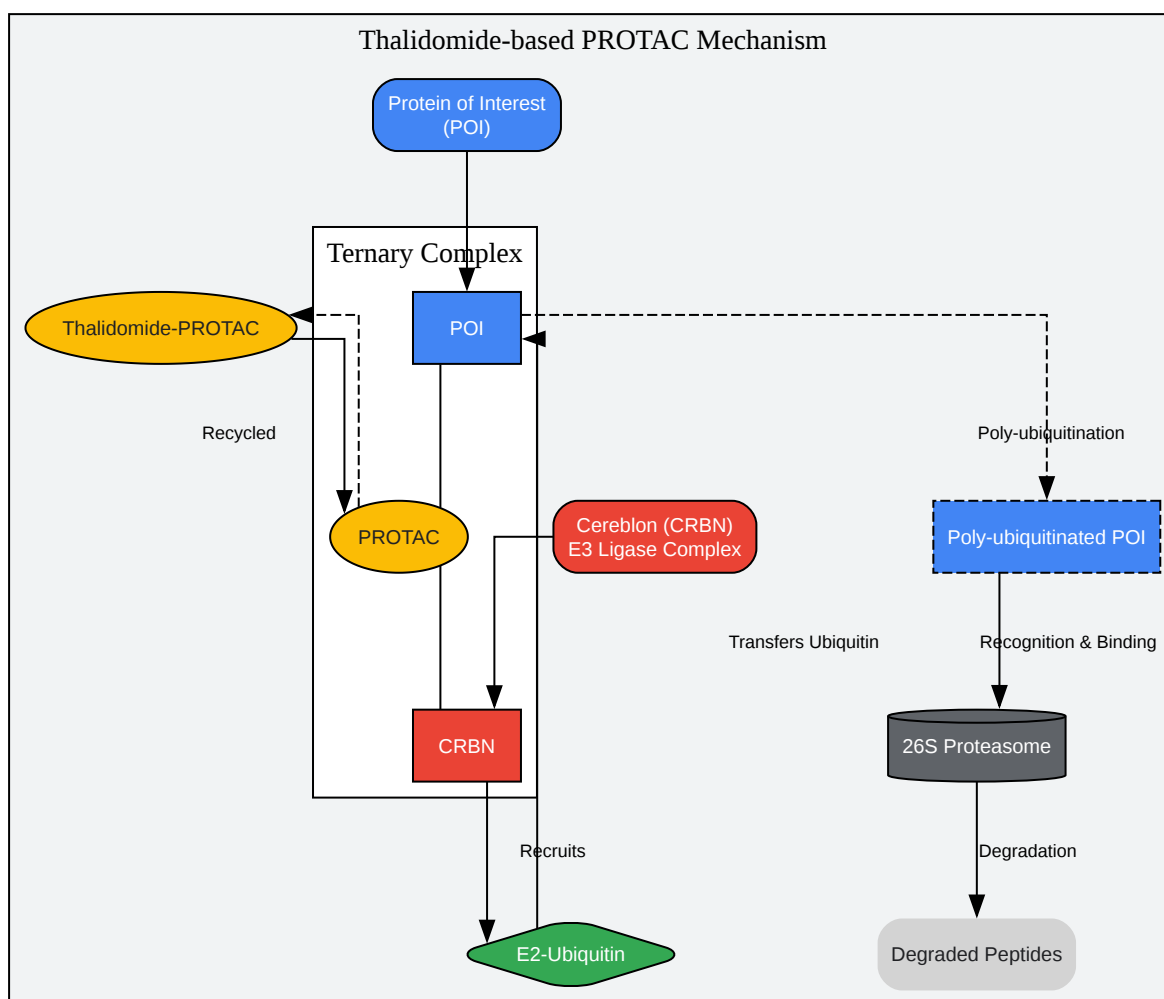 Thalidomide-based PROTAC Mechanism
Protein of Interest
(POI)
Ternary Complex
Thalidomide-PROTAC
POI
Recycled
Poly-ubiquitination
PROTAC
Cereblon (CRBN)
E3 Ligase Complex
Poly-ubiquitinated POI
Transfers Ubiquitin
Recognition & Binding
CRBN
26S Proteasome
Recruits
Degradation
E2-Ubiquitin
Degraded Peptides